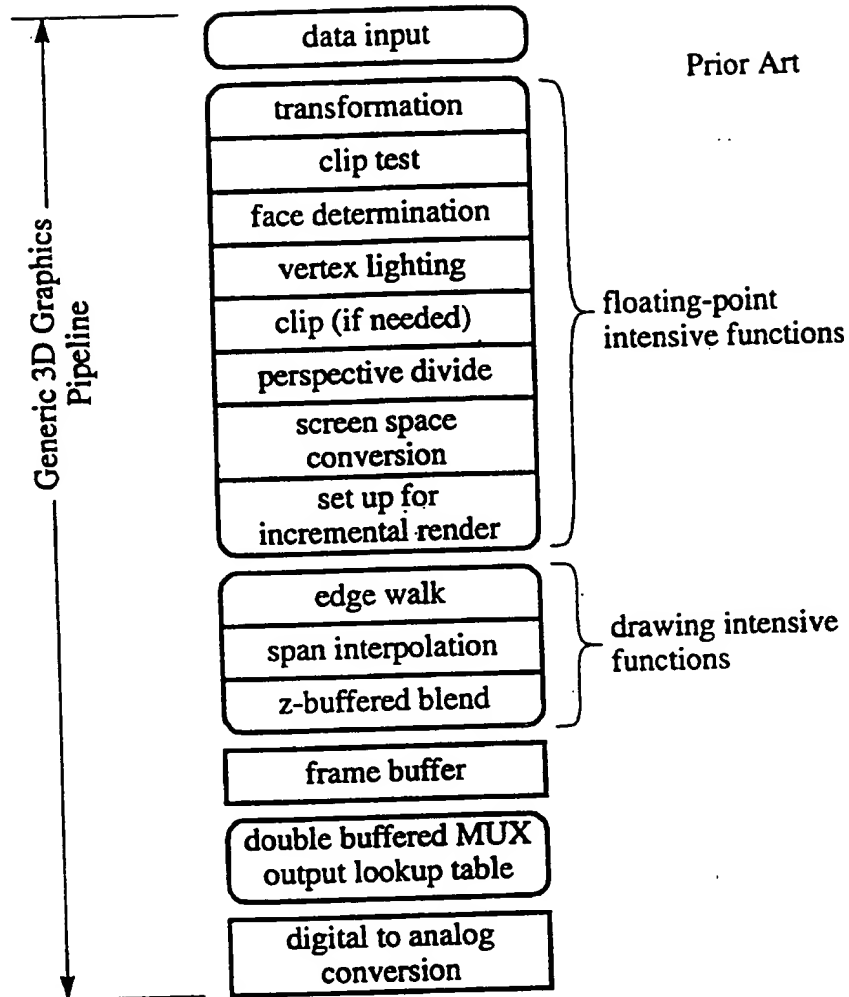 data input
Prior Art
transformation
clip test
face determination
vertex lighting
clip (if needed)
perspective divide
screen space
conversion
set up for
incremental render
floating-point
intensive functions
edge walk
span interpolation
z-buffered blend
drawing intensive
functions
frame buffer
double buffered MUX
output lookup table
digital to analog
conversion
Generic 3D Graphics
Pipeline